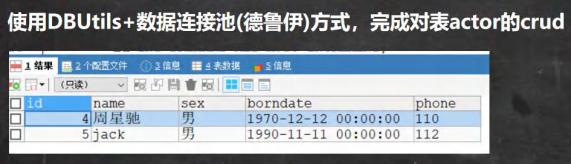 使用DBUtils+数据连接池(德鲁伊)方式，完成对表actor的crud
1 结果 2 个配置文件 3 信息 4 表数据 5 信息
(只读)
id name sex borndate phone
4 周星驰 男 1970-12-12 00:00:00 110
5 jack 男 1990-11-11 00:00:00 112